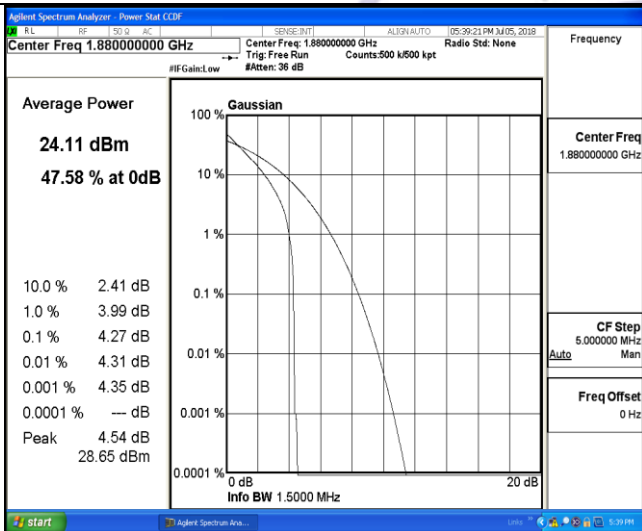 Agilent Spectrum Analyzer - Power Stat CCDF
RL RF 50 Ω AC SENSE:INT ALIGN AUTO 05:39:21 PM Jul 05, 2018
Center Freq 1.880000000 GHz
Center Freq: 1.880000000 GHz Radio Std: None
Trig: Free Run Counts:500 k/500 kpt
#IFGain:Low #Atten: 36 dB
Frequency
Center Freq
1.880000000 GHz
CF Step
5.000000 MHz
Auto Man
Freq Offset
0 Hz
Average Power
24.11 dBm
47.58 % at 0dB
10.0 % 2.41 dB
1.0 % 3.99 dB
0.1 % 4.27 dB
0.01 % 4.31 dB
0.001 % 4.35 dB
0.0001 % --- dB
Peak 4.54 dB
28.65 dBm
Gaussian
100 %
10 %
1 %
0.1 %
0.01 %
0.001 %
0.0001 %
0 dB 20 dB
Info BW 1.5000 MHz
start Agilent Spectrum Ana... Links » 5:39 PM